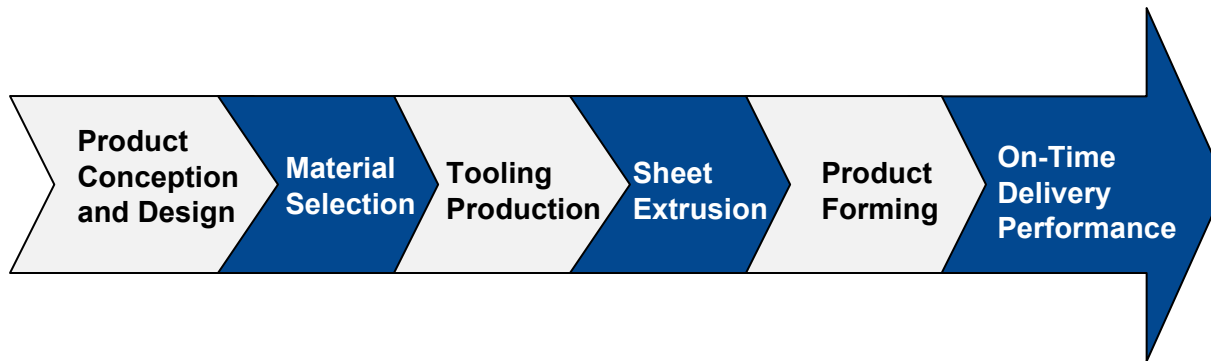 Product
Conception
and Design
Material
Selection
Tooling
Production
Sheet
Extrusion
Product
Forming
On-Time
Delivery
Performance